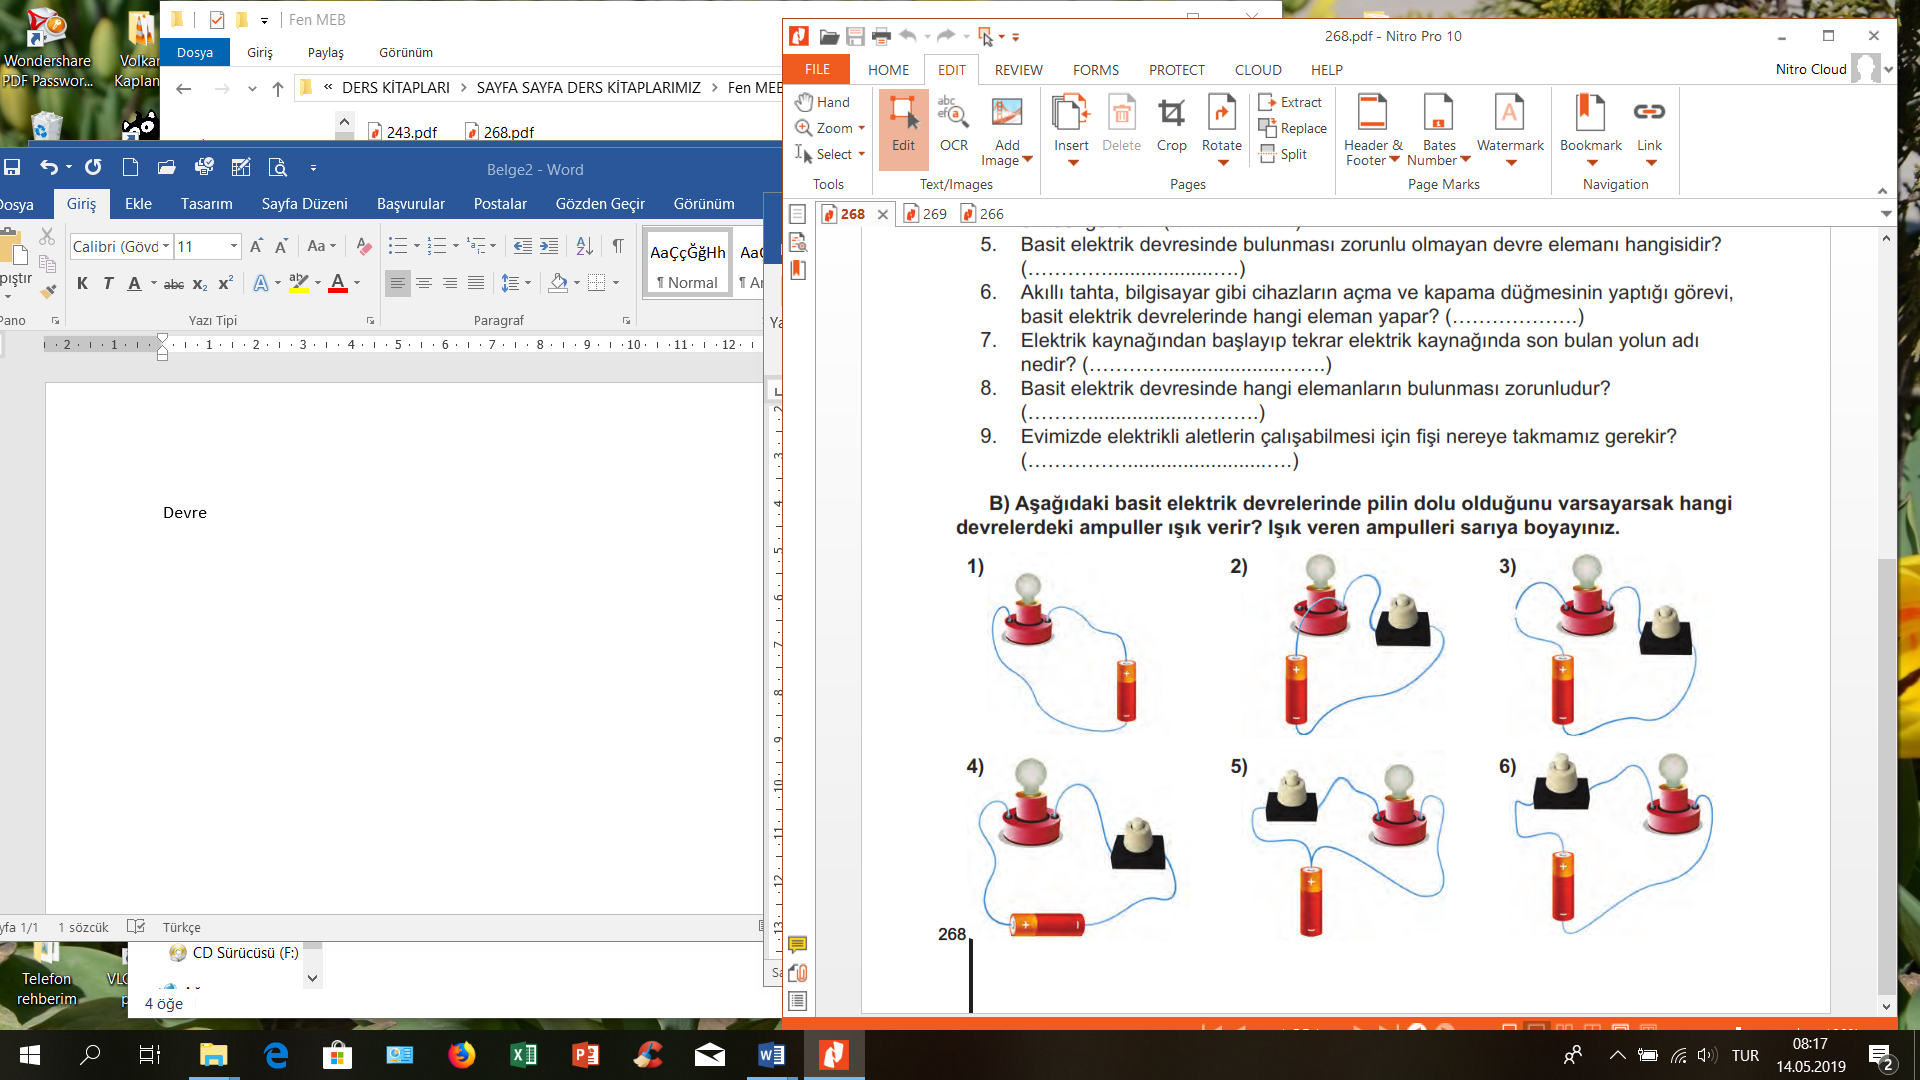 Wondershare
PDF Passwor...
Volkan
Kaplan
Telefon
rehberim
Fen MEB
Dosya
Giriş
Paylaş
Görünüm
« DERS KİTAPLARI > SAYFA SAYFA DERS KİTAPLARIMIZ > Fen MEB
243.pdf
268.pdf
CD Sürücüsü (F:)
4 öğe
Belge2 - Word
Dosya Giriş Ekle Tasarım Sayfa Düzeni Başvurular Postalar Gözden Geçir Görünüm
Calibri (Gövd 11
K T A abc x₂ x²
AaÇçĞğHh
¶ Normal
Yazı Tipi
Paragraf
Devre
1 sözcük Türkçe
268.pdf - Nitro Pro 10
FILE HOME EDIT REVIEW FORMS PROTECT CLOUD HELP
Nitro Cloud
Hand
Zoom
Select
Edit
OCR
Add
Image
Insert
Delete
Crop
Rotate
Extract
Replace
Split
Header &
Footer
Bates
Number
Watermark
Bookmark
Link
Tools
Text/Images
Pages
Page Marks
Navigation
268 269 266
5. Basit elektrik devresinde bulunması zorunlu olmayan devre elemanı hangisidir?
(…………......................….)
6. Akıllı tahta, bilgisayar gibi cihazların açma ve kapama düğmesinin yaptığı görevi,
basit elektrik devrelerinde hangi eleman yapar? (……………….)
7. Elektrik kaynağından başlayıp tekrar elektrik kaynağında son bulan yolun adı
nedir? (…………......................…….)
8. Basit elektrik devresinde hangi elemanların bulunması zorunludur?
(………....................……….)
9. Evimizde elektrikli aletlerin çalışabilmesi için fişi nereye takmamız gerekir?
(……………..........................….)
B) Aşağıdaki basit elektrik devrelerinde pilin dolu olduğunu varsayarsak hangi
devrelerdeki ampuller ışık verir? Işık veren ampulleri sarıya boyayınız.
1)
2)
3)
4)
5)
6)
268
TUR
08:17
14.05.2019
2